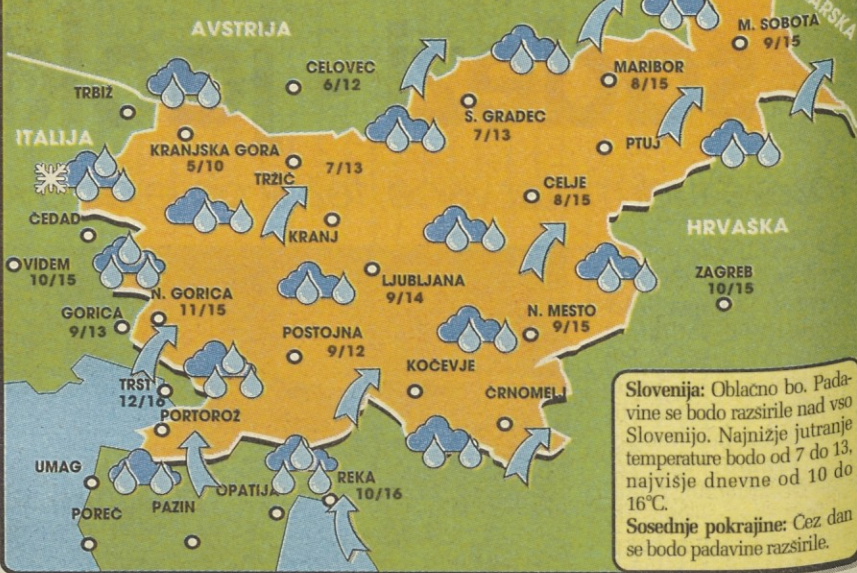 AVSTRIJA
ARSKA
M. SOBOTA
9/15
CELOVEC
6/12
MARIBOR
8/15
TRBIŽ
S. GRADEC
7/13
ITALIJA
KRANJSKA GORA
5/10
PTUJ
TRŽIČ
7/13
CELJE
8/15
ČEDAD
KRANJ
HRVAŠKA
VIDEM
10/15
LJUBLJANA
9/14
ZAGREB
10/15
N. GORICA
11/15
GORICA
9/13
N. MESTO
9/15
POSTOJNA
9/12
KOČEVJE
TRST
12/16
ČRNOMELJ
PORTOROŽ
UMAG
REKA
10/16
OPATIJA
POREČ
PAZIN
Slovenija: Oblačno bo. Pada-
vine se bodo razširile nad vso
Slovenijo. Najnižje jutranje
temperature bodo od 7 do 13,
najvišje dnevne od 10 do
16°C.
Sosednje pokrajine: Čez dan
se bodo padavine razširile.